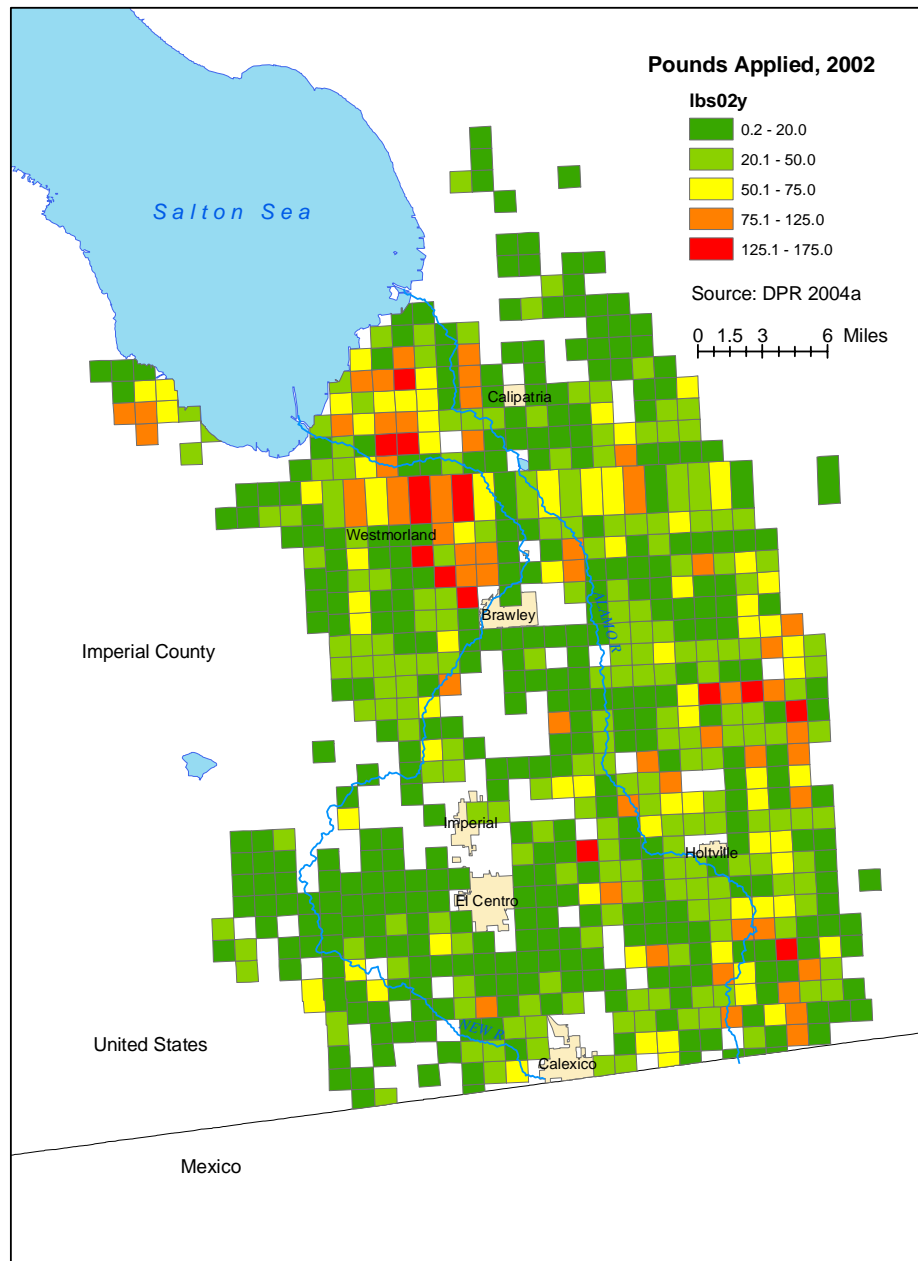 Pounds Applied, 2002
lbs02y
0.2 - 20.0
20.1 - 50.0
50.1 - 75.0
75.1 - 125.0
125.1 - 175.0
Source: DPR 2004a
0 1.5 3 6 Miles
Salton Sea
Calipatria
Westmorland
Brawley
ALAMO R
Imperial County
Imperial
Holtville
El Centro
NEW R
United States
Calexico
Mexico